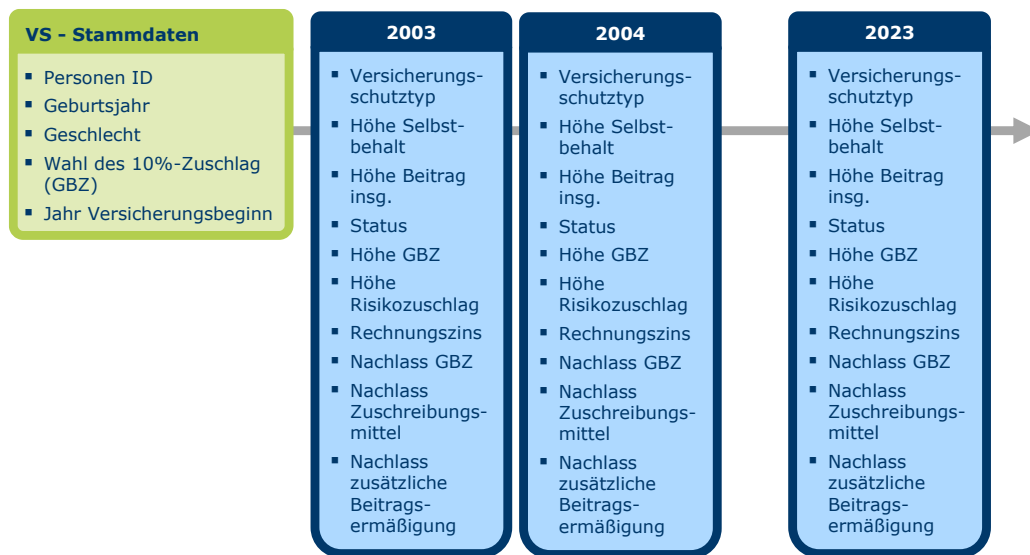 VS - Stammdaten
▪ Personen ID
▪ Geburtsjahr
▪ Geschlecht
▪ Wahl des 10%-Zuschlag
(GBZ)
▪ Jahr Versicherungsbeginn
2003
▪ Versicherungs-
schutztyp
▪ Höhe Selbst-
behalt
▪ Höhe Beitrag
insg.
▪ Status
▪ Höhe GBZ
▪ Höhe
Risikozuschlag
▪ Rechnungszins
▪ Nachlass GBZ
▪ Nachlass
Zuschreibungs-
mittel
▪ Nachlass
zusätzliche
Beitrags-
ermäßigung
2004
▪ Versicherungs-
schutztyp
▪ Höhe Selbst-
behalt
▪ Höhe Beitrag
insg.
▪ Status
▪ Höhe GBZ
▪ Höhe
Risikozuschlag
▪ Rechnungszins
▪ Nachlass GBZ
▪ Nachlass
Zuschreibungs-
mittel
▪ Nachlass
zusätzliche
Beitrags-
ermäßigung
2023
▪ Versicherungs-
schutztyp
▪ Höhe Selbst-
behalt
▪ Höhe Beitrag
insg.
▪ Status
▪ Höhe GBZ
▪ Höhe
Risikozuschlag
▪ Rechnungszins
▪ Nachlass GBZ
▪ Nachlass
Zuschreibungs-
mittel
▪ Nachlass
zusätzliche
Beitrags-
ermäßigung